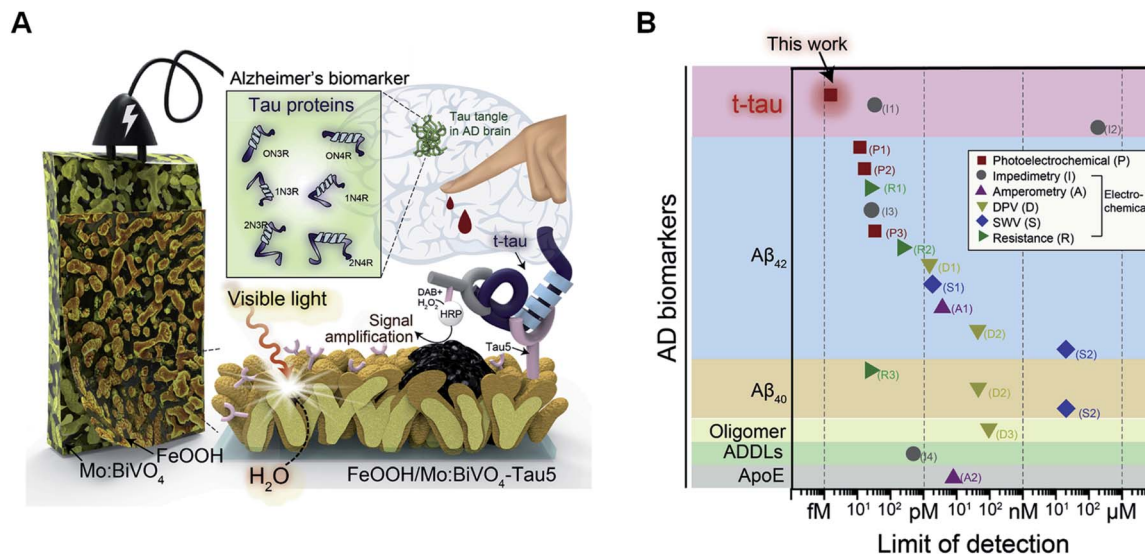 A
Alzheimer's biomarker
Tau proteins
ON3R
ON4R
1N3R
1N4R
2N3R
2N4R
Tau tangle
in AD brain
t-tau
DAB+
H₂O₂
HRP
Visible light
Signal
amplification
Tau5
FeOOH
Mo:BiVO₄
H₂O
FeOOH/Mo:BiVO₄-Tau5
B
This work
AD biomarkers
t-tau
(I1)
(I2)
Aβ₄₂
(P1)
(P2)
(R1)
(I3)
(P3)
(R2)
(D1)
(S1)
(A1)
(D2)
(S2)
Photoelectrochemical (P)
Impedimetry (I)
Amperometry (A)
DPV (D)
SWV (S)
Resistance (R)
Electro-
chemical
Aβ₄₀
(R3)
(D2)
(S2)
Oligomer
(D3)
ADDLs
(I4)
ApoE
(A2)
fM 10¹ 10² pM 10¹ 10² nM 10¹ 10² μM
Limit of detection